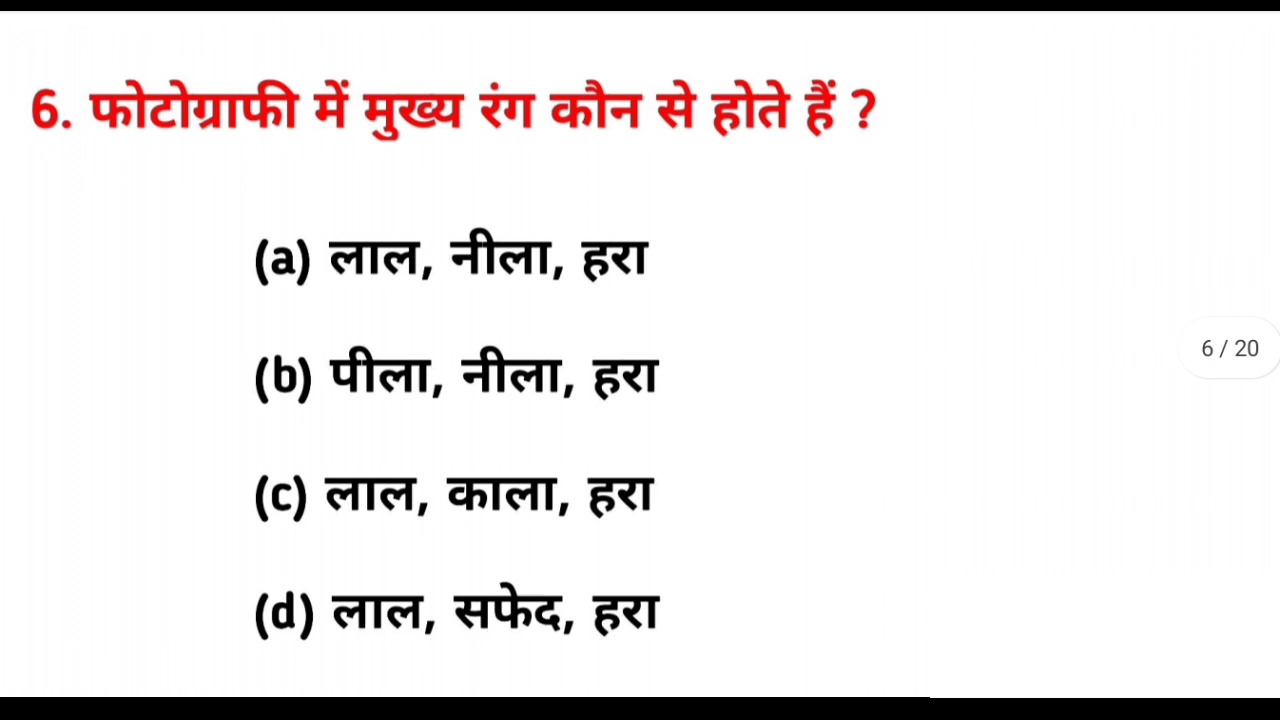 6. फोटोग्राफी में मुख्य रंग कौन से होते हैं ?
(a) लाल, नीला, हरा
(b) पीला, नीला, हरा
6 / 20
(c) लाल, काला, हरा
(d) लाल, सफेद, हरा